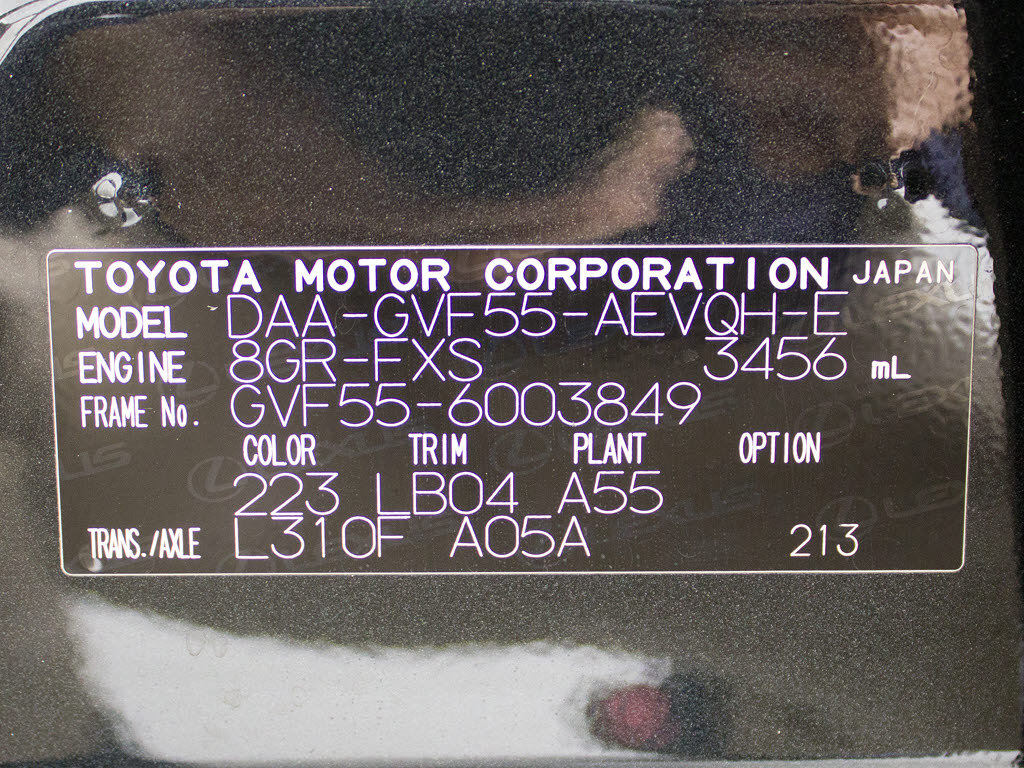 TOYOTA MOTOR CORPORATION JAPAN
MODEL DAA-GVF55-AEVQH-E
ENGINE 8GR-FXS 3456 mL
FRAME No. GVF55-6003849
COLOR TRIM PLANT OPTION
223 LB04 A55
TRANS./AXLE L310F A05A 213